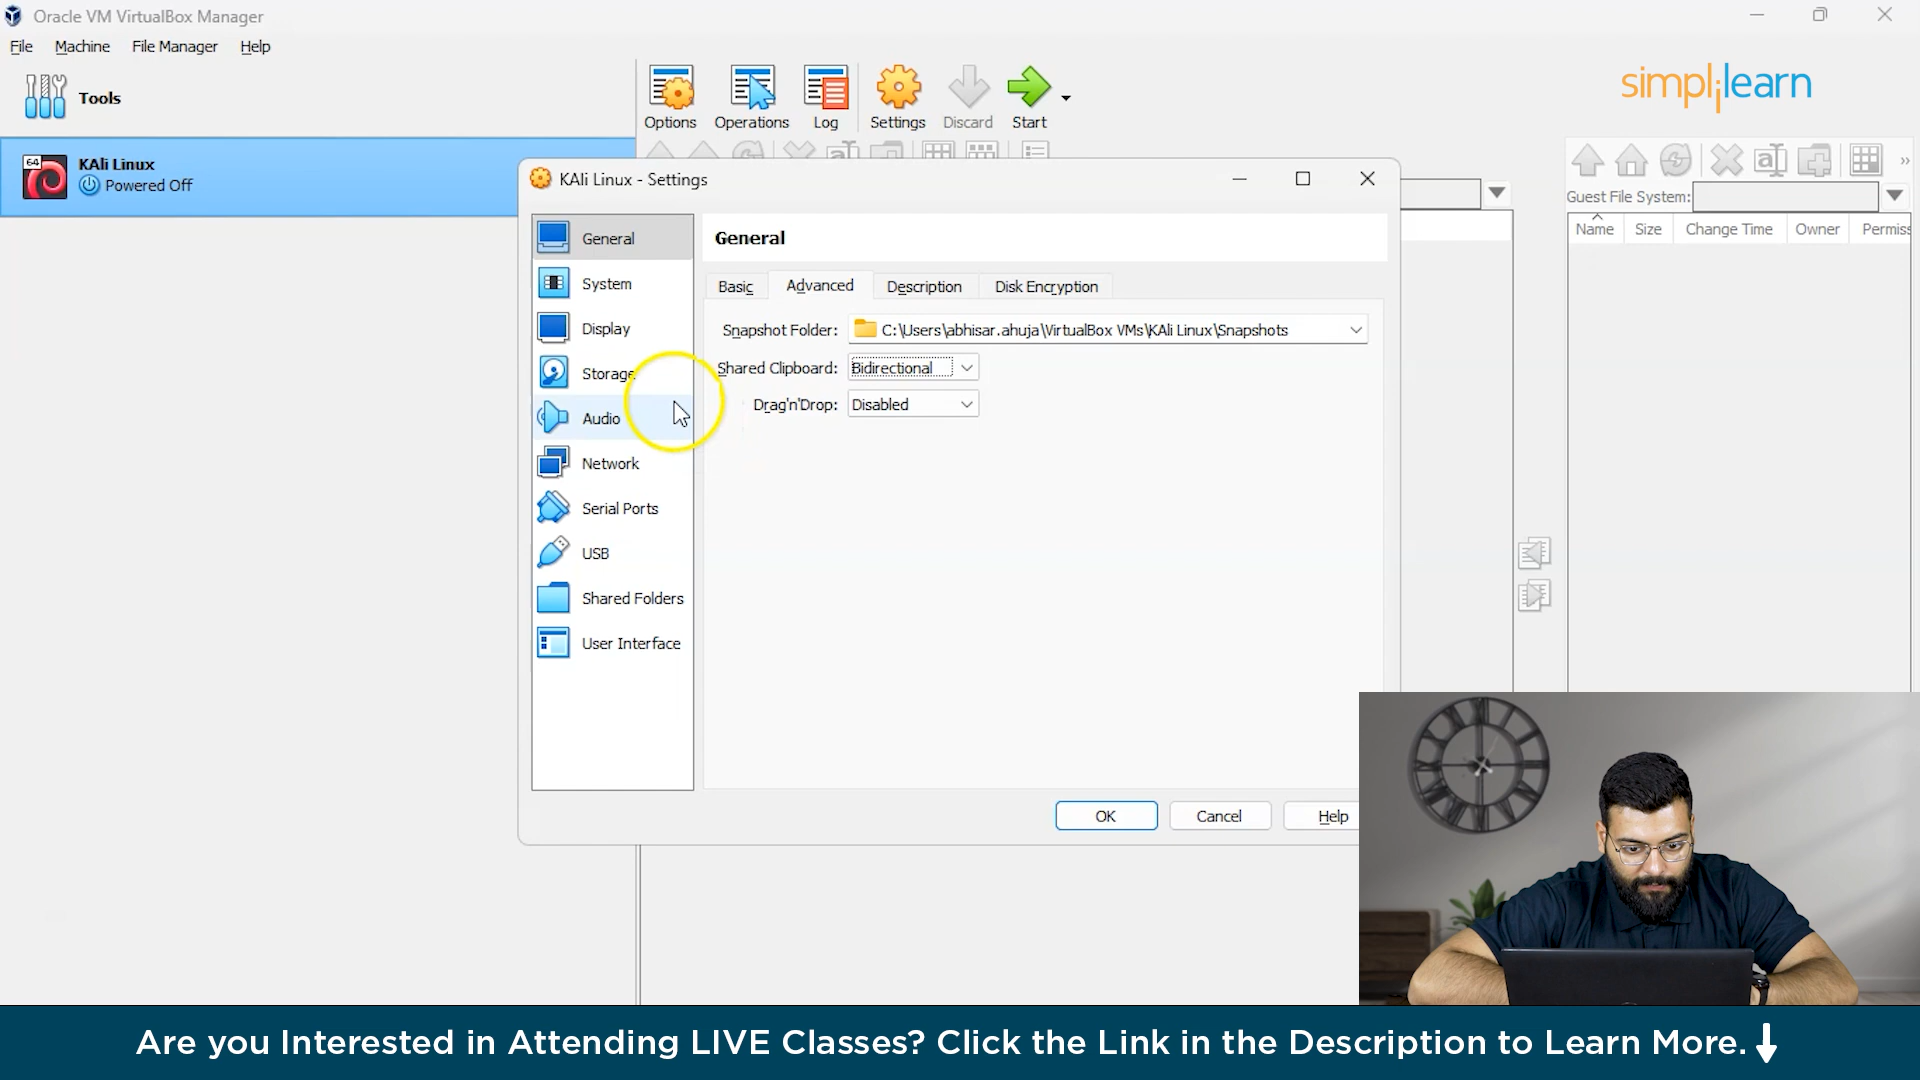 Oracle VM VirtualBox Manager
File Machine File Manager Help
Tools
Options Operations Log Settings Discard Start
simplilearn
64
KAli Linux
Powered Off
KAli Linux - Settings
»
Guest File System:
Name Size Change Time Owner Permiss
General
System
Display
Storage
Audio
Network
Serial Ports
USB
Shared Folders
User Interface
General
Basic Advanced Description Disk Encryption
Snapshot Folder: C:\Users\abhisar.ahuja\VirtualBox VMs\KAli Linux\Snapshots
Shared Clipboard: Bidirectional
Drag'n'Drop: Disabled
OK Cancel Help
Are you Interested in Attending LIVE Classes? Click the Link in the Description to Learn More.